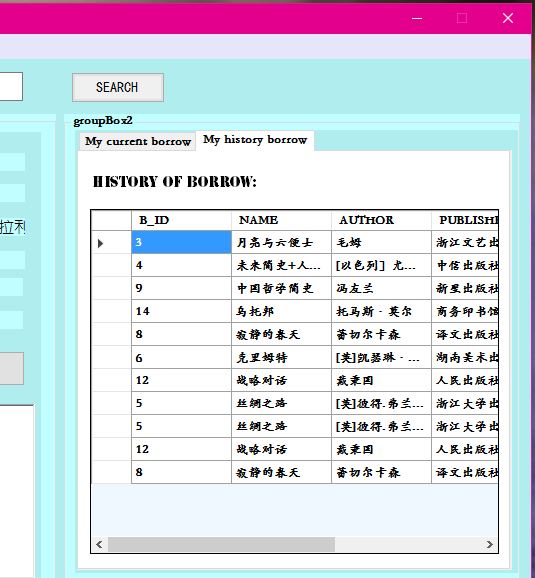 SEARCH
groupBox2
My current borrow My history borrow
拉利
HISTORY OF BORROW:
B_ID NAME AUTHOR PUBLISHE
3 月亮与六便士 毛姆 浙江文艺出
4 未来简史+人... [以色列] 尤... 中信出版社
9 中国哲学简史 冯友兰 新星出版社
14 乌托邦 托马斯·莫尔 商务印书馆
8 寂静的春天 蕾切尔卡森 译文出版社
6 克里姆特 [英]凯瑟琳·... 湖南美术出
12 战略对话 戴秉国 人民出版社
5 丝绸之路 [英]彼得.弗兰... 浙江大学出
5 丝绸之路 [英]彼得.弗兰... 浙江大学出
12 战略对话 戴秉国 人民出版社
8 寂静的春天 蕾切尔卡森 译文出版社